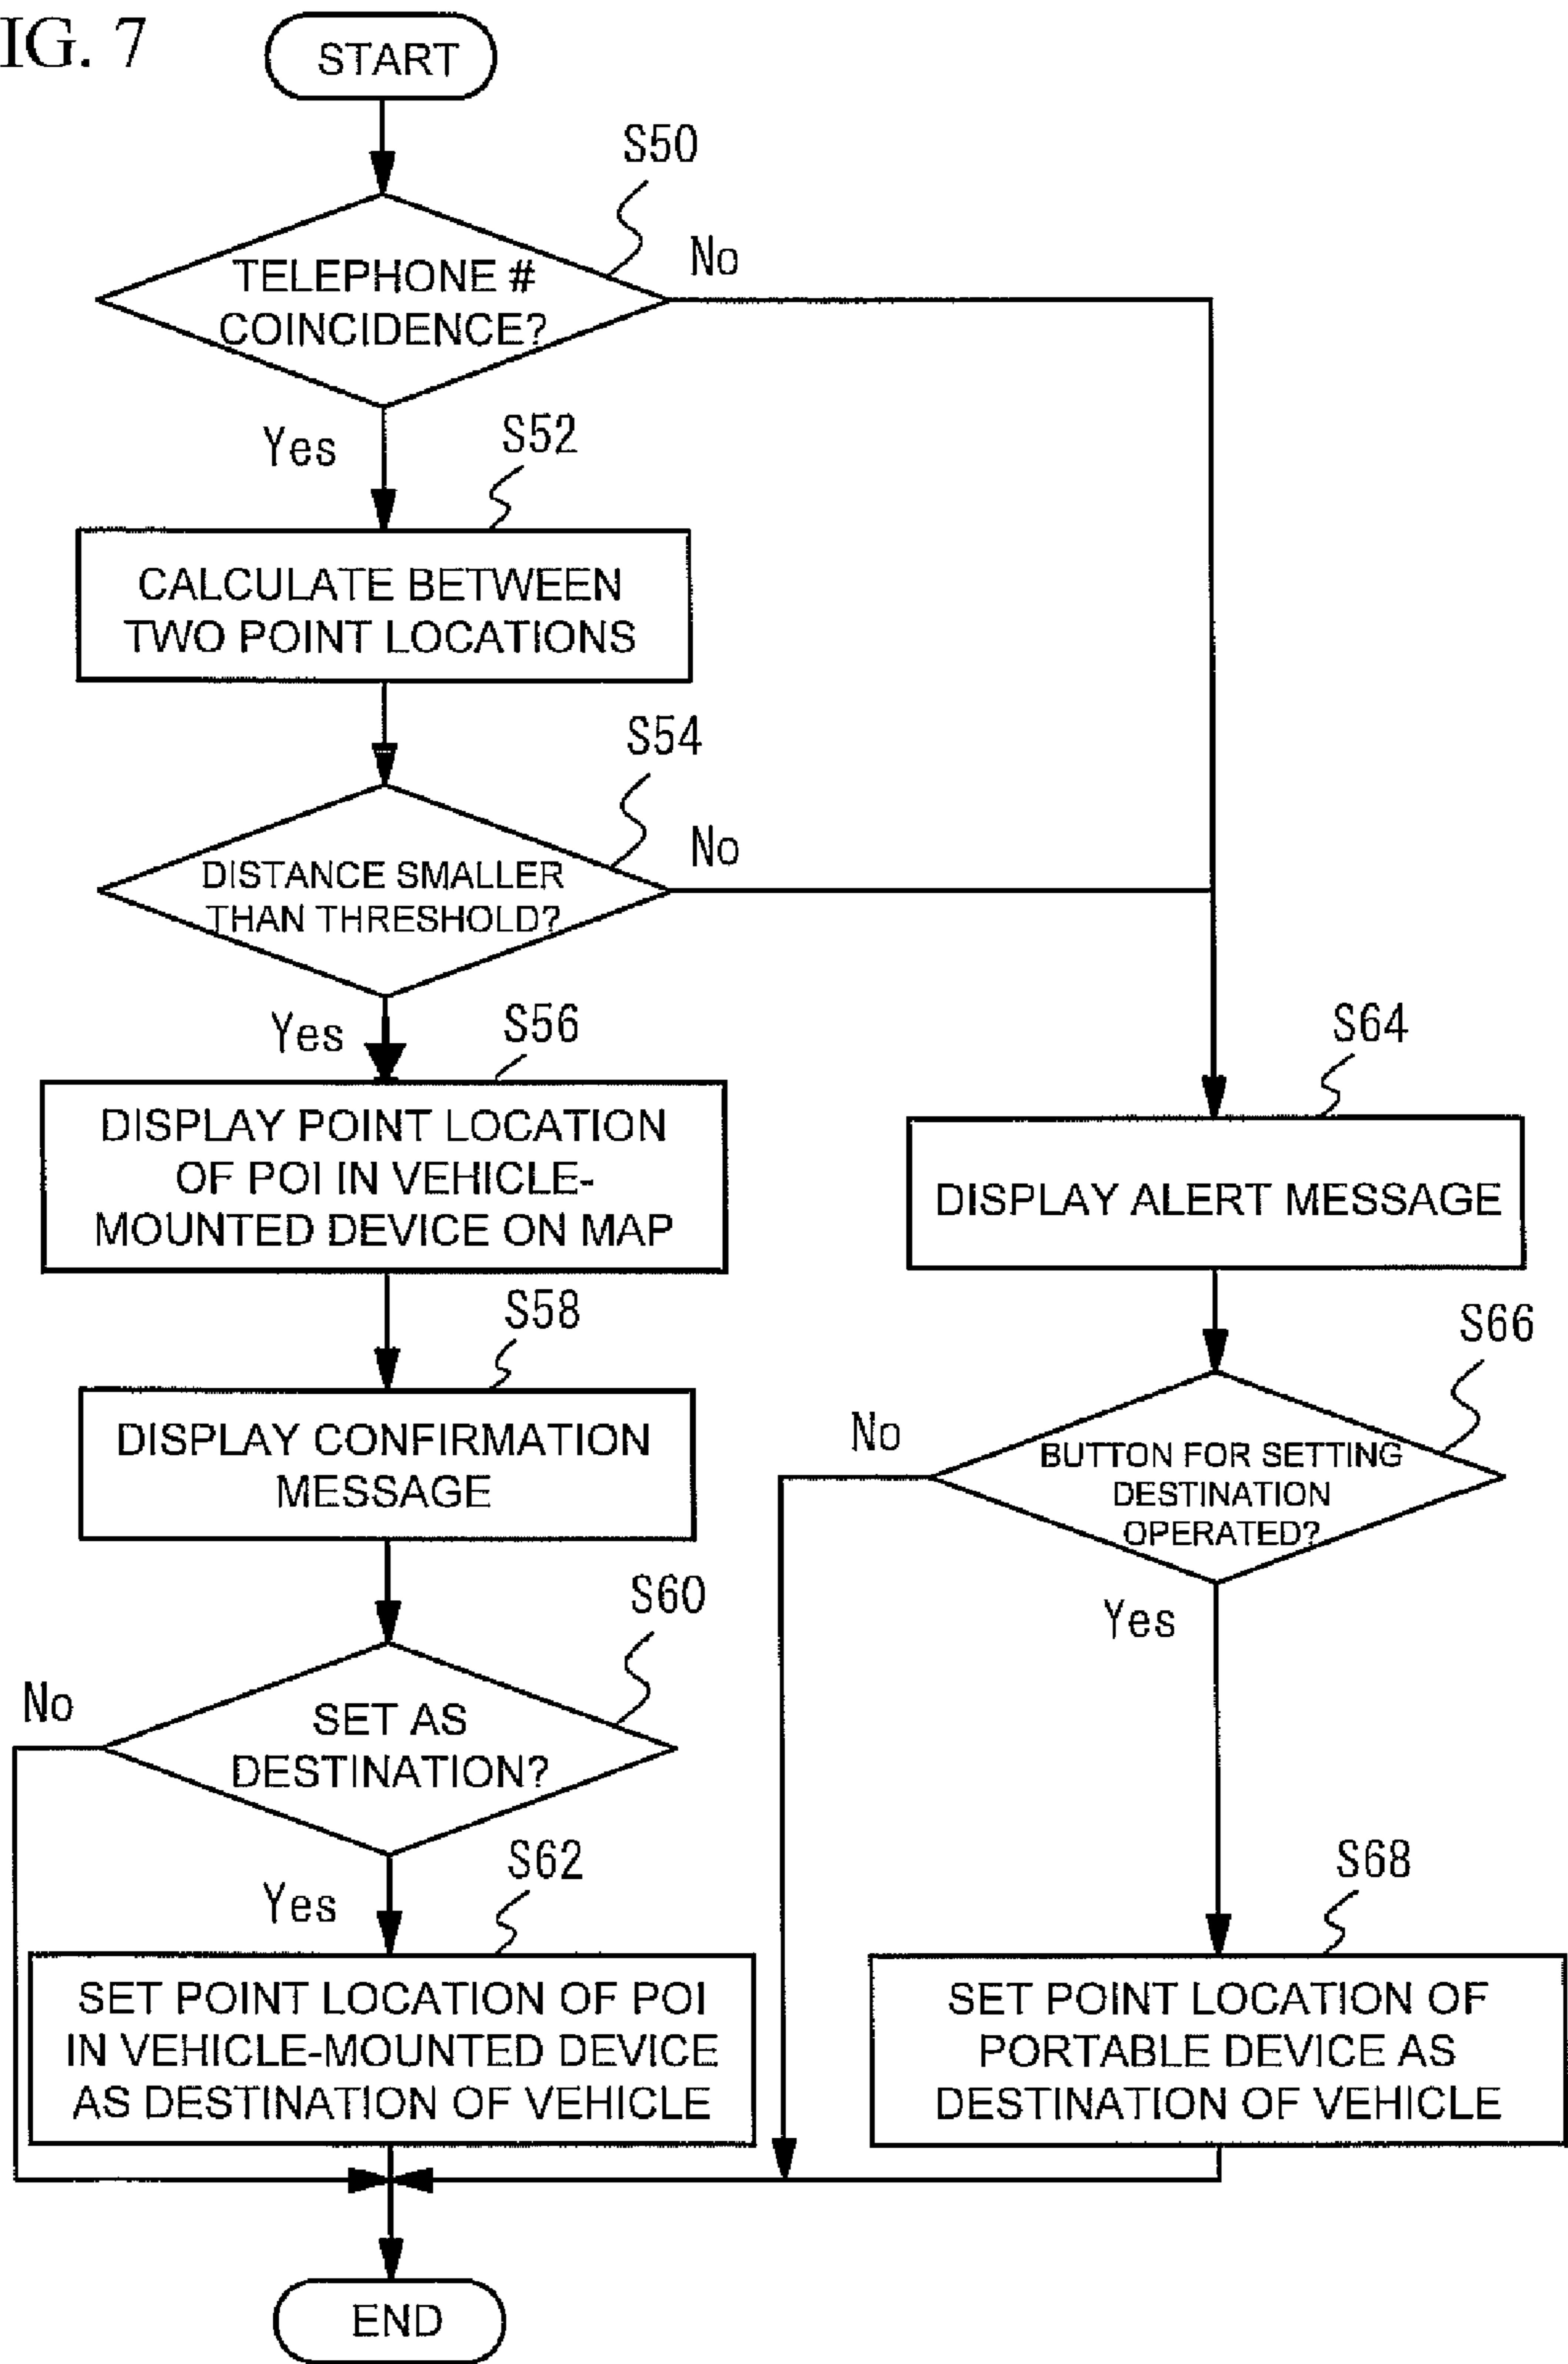 IG. 7
START
S50
TELEPHONE #
COINCIDENCE?
No
Yes
S52
CALCULATE BETWEEN
TWO POINT LOCATIONS
S54
DISTANCE SMALLER
THAN THRESHOLD?
No
Yes
S56
DISPLAY POINT LOCATION
OF POI IN VEHICLE-
MOUNTED DEVICE ON MAP
S58
DISPLAY CONFIRMATION
MESSAGE
S60
SET AS
DESTINATION?
No
Yes
S62
SET POINT LOCATION OF POI
IN VEHICLE-MOUNTED DEVICE
AS DESTINATION OF VEHICLE
S64
DISPLAY ALERT MESSAGE
S66
BUTTON FOR SETTING
DESTINATION
OPERATED?
No
Yes
S68
SET POINT LOCATION OF
PORTABLE DEVICE AS
DESTINATION OF VEHICLE
END